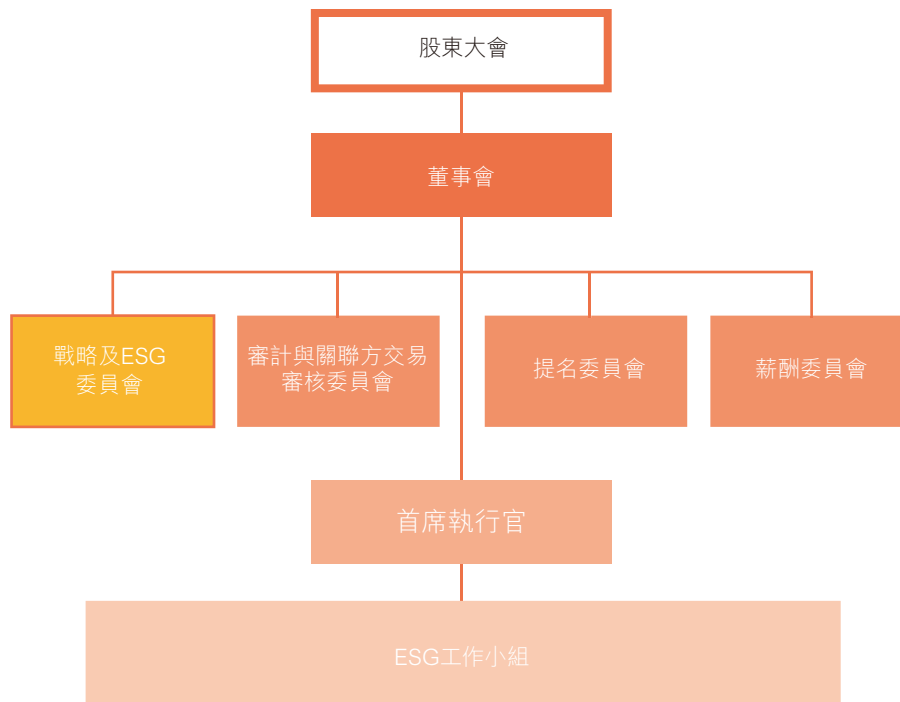 股東大會
董事會
戰略及ESG
委員會
審計與關聯方交易
審核委員會
提名委員會
薪酬委員會
首席執行官
ESG工作小組